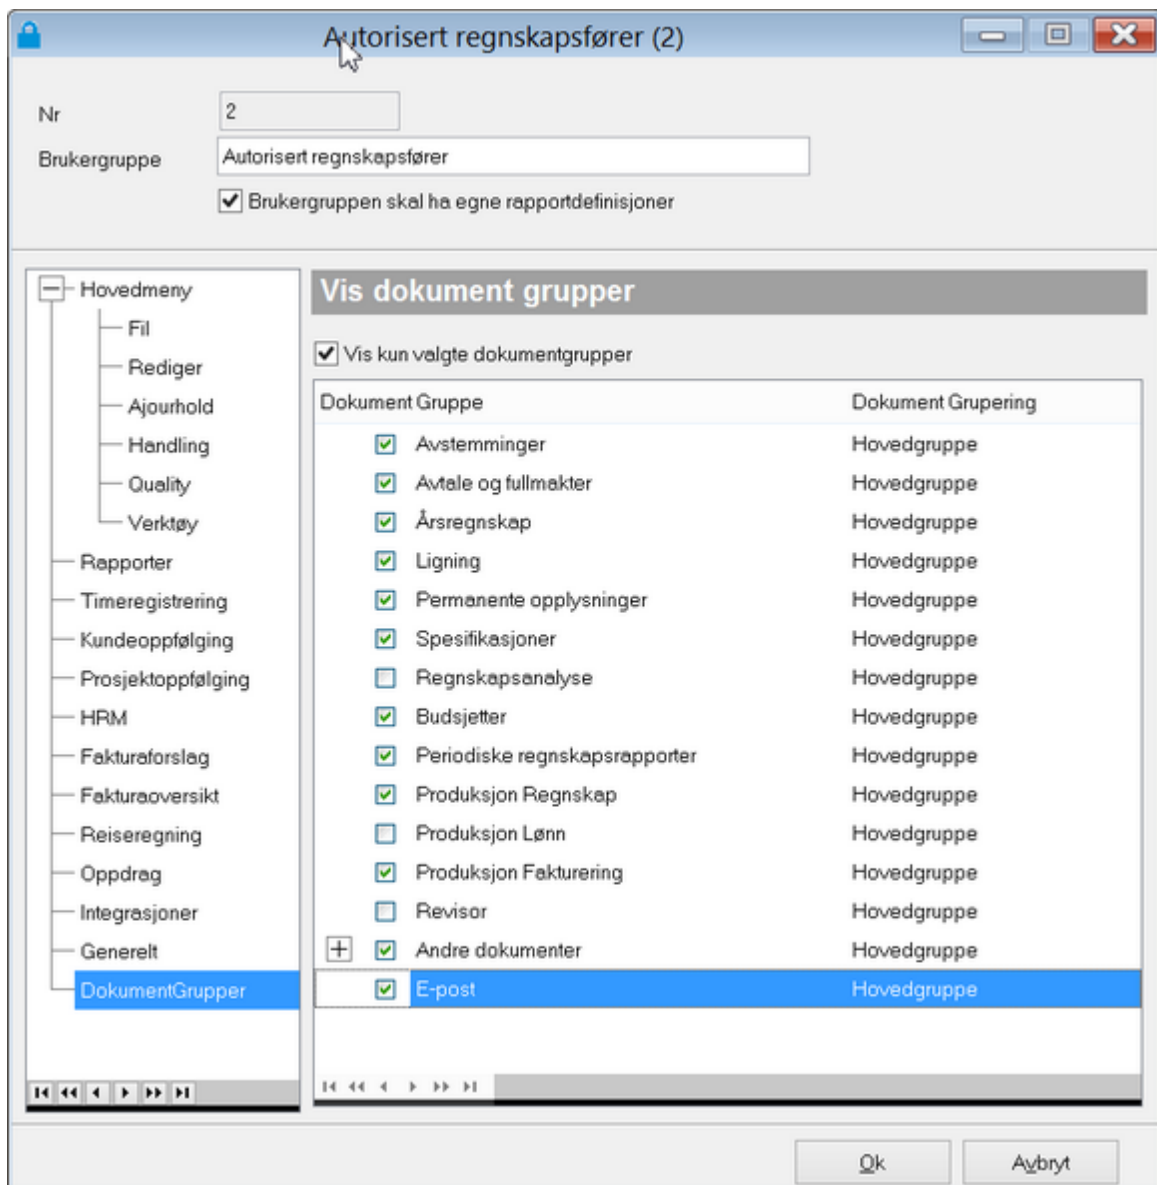 Autorisert regnskapsfører (2)
Nr 2
Brukergruppe Autorisert regnskapsfører
Brukergruppen skal ha egne rapportdefinisjoner
Hovedmeny
Fil
Rediger
Ajourhold
Handling
Quality
Verktøy
Rapporter
Timeregistrering
Kundeoppfølging
Prosjektoppfølging
HRM
Fakturaforslag
Fakturaoversikt
Reiseregning
Oppdrag
Integrasjoner
Generelt
DokumentGrupper
Vis dokument grupper
Vis kun valgte dokumentgrupper
Dokument Gruppe Dokument Grupering
Avstemminger Hovedgruppe
Avtale og fullmakter Hovedgruppe
Årsregnskap Hovedgruppe
Ligning Hovedgruppe
Permanente opplysninger Hovedgruppe
Spesifikasjoner Hovedgruppe
Regnskapsanalyse Hovedgruppe
Budsjetter Hovedgruppe
Periodiske regnskapsrapporter Hovedgruppe
Produksjon Regnskap Hovedgruppe
Produksjon Lønn Hovedgruppe
Produksjon Fakturering Hovedgruppe
Revisor Hovedgruppe
Andre dokumenter Hovedgruppe
E-post Hovedgruppe
Ok Avbryt